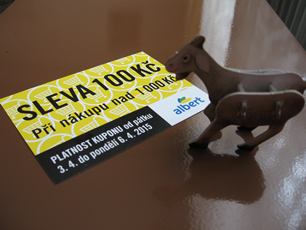 SLEVA 100 KČ
Při nákupu nad 1 000 Kč
PLATNOST KUPONU od pátku
3. 4. do pondělí 6. 4. 2015
albert